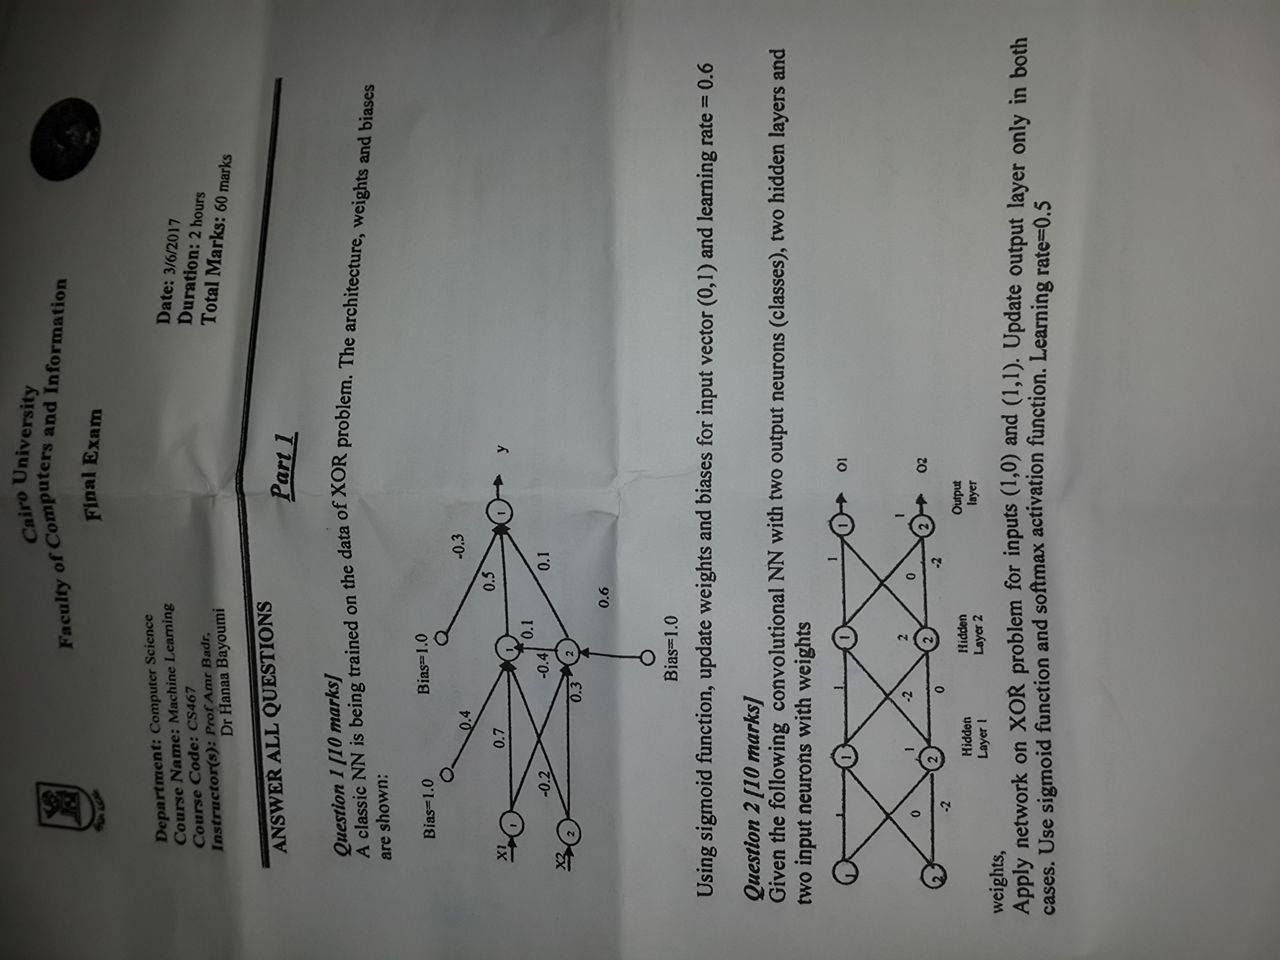 Cairo University
Faculty of Computers and Information
Final Exam
Department: Computer Science
Course Name: Machine Learning
Course Code: CS467
Instructor(s): Prof Amr Badr,
Dr Hanaa Bayoumi
Date: 3/6/2017
Duration: 2 hours
Total Marks: 60 marks
ANSWER ALL QUESTIONS
Part 1
Question 1 [10 marks]
A classic NN is being trained on the data of XOR problem. The architecture, weights and biases
are shown:
Bias=1.0 Bias=1.0
0.4 -0.3
X1 1 0.7 1 0.5 1 y
0.1
-0.2 -0.4 0.1
X2 2 0.3 2
0.6
Bias=1.0
Using sigmoid function, update weights and biases for input vector (0,1) and learning rate = 0.6
Question 2 [10 marks]
Given the following convolutional NN with two output neurons (classes), two hidden layers and
two input neurons with weights
1 1 1 1 1 1 1 O1
0 1 -2 2 0 1
2 2 2 2 O2
-2 0 -2
Hidden Hidden Output
Layer 1 Layer 2 layer
weights,
Apply network on XOR problem for inputs (1,0) and (1,1). Update output layer only in both
cases. Use sigmoid function and softmax activation function. Learning rate=0.5